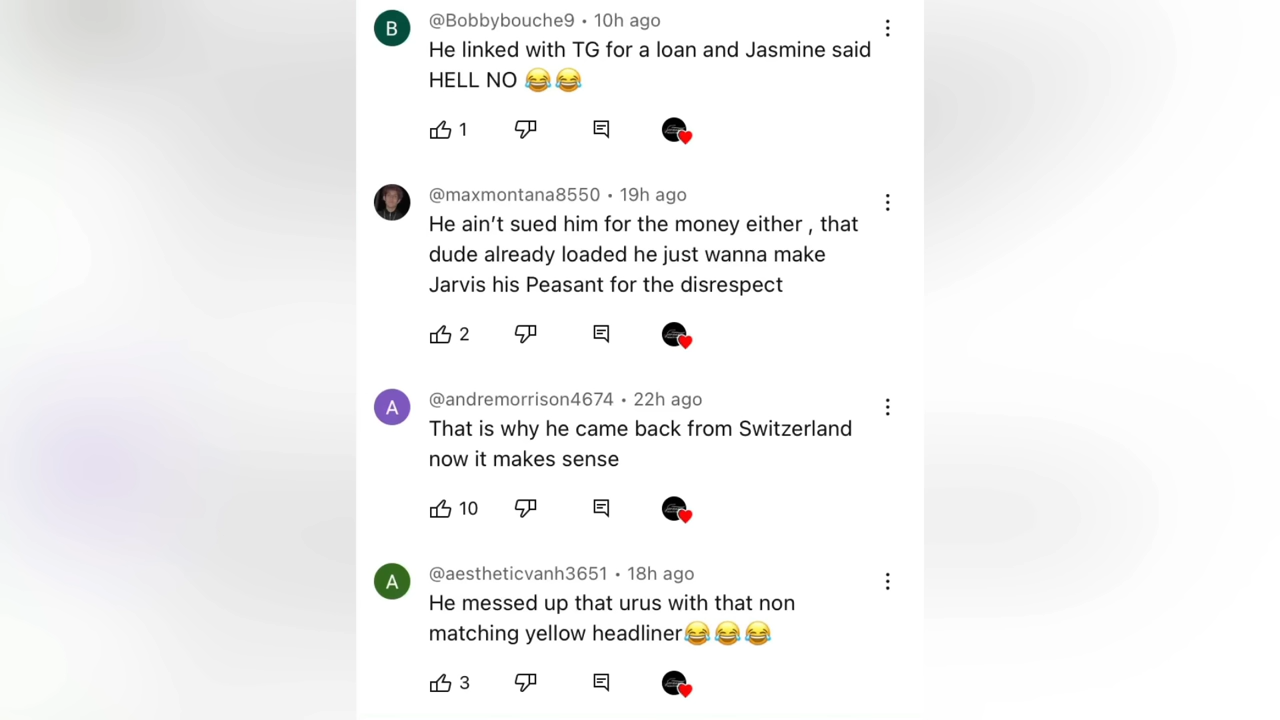 B
@Bobbybouche9 • 10h ago
He linked with TG for a loan and Jasmine said
HELL NO 😂😂
1
@maxmontana8550 • 19h ago
He ain’t sued him for the money either , that
dude already loaded he just wanna make
Jarvis his Peasant for the disrespect
2
A
@andremorrison4674 • 22h ago
That is why he came back from Switzerland
now it makes sense
10
A
@aestheticvanh3651 • 18h ago
He messed up that urus with that non
matching yellow headliner😂😂😂
3